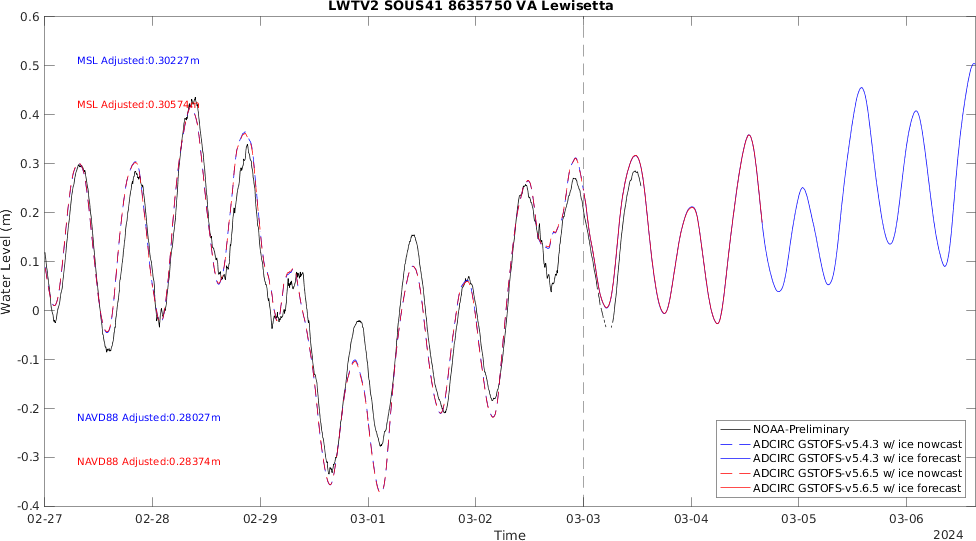 LWTV2 SOUS41 8635750 VA Lewisetta
0.6
0.5
0.4
0.3
0.2
0.1
0
-0.1
-0.2
-0.3
-0.4
Water Level (m)
MSL Adjusted:0.30227m
MSL Adjusted:0.30574m
NAVD88 Adjusted:0.28027m
NAVD88 Adjusted:0.28374m
NOAA-Preliminary
ADCIRC GSTOFS-v5.4.3 w/ ice nowcast
ADCIRC GSTOFS-v5.4.3 w/ ice forecast
ADCIRC GSTOFS-v5.6.5 w/ ice nowcast
ADCIRC GSTOFS-v5.6.5 w/ ice forecast
02-27 02-28 02-29 03-01 03-02 03-03 03-04 03-05 03-06
Time
2024